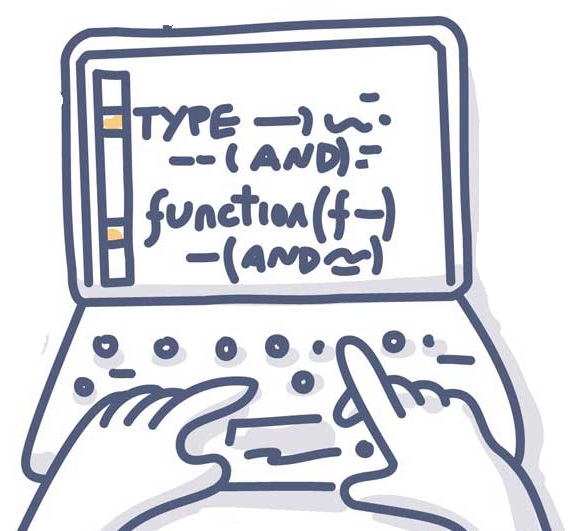 TYPE —) ~ =.
-- ( AND) =
function(f-)
-(AND≃)